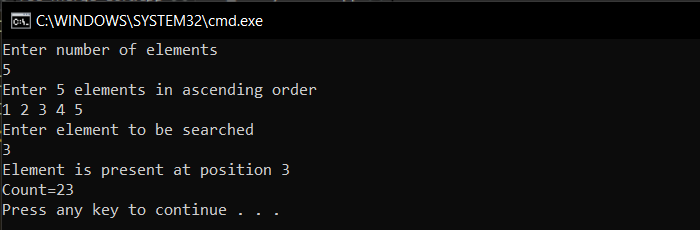 C:\WINDOWS\SYSTEM32\cmd.exe
Enter number of elements
5
Enter 5 elements in ascending order
1 2 3 4 5
Enter element to be searched
3
Element is present at position 3
Count=23
Press any key to continue . . .